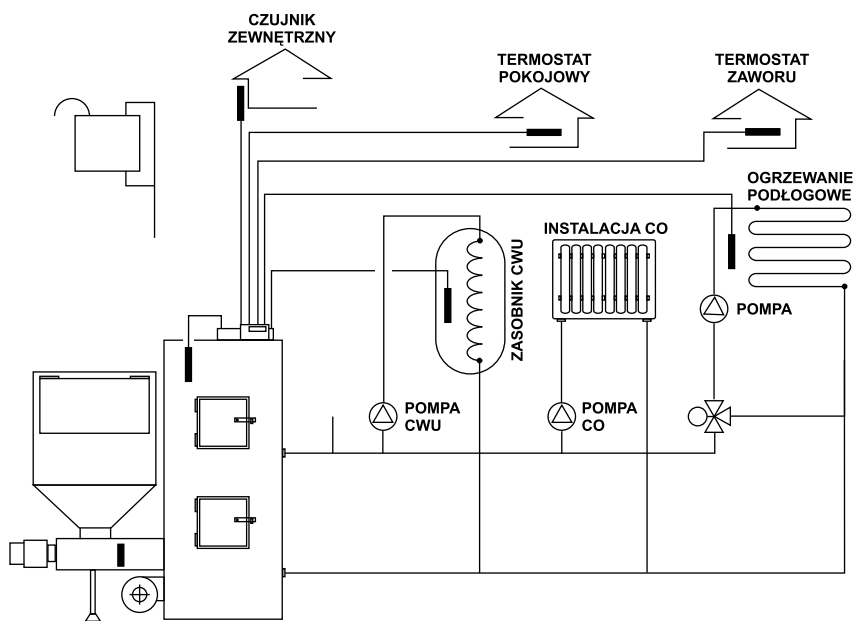 CZUJNIK
ZEWNĘTRZNY
TERMOSTAT
POKOJOWY
TERMOSTAT
ZAWORU
OGRZEWANIE
PODŁOGOWE
INSTALACJA CO
ZASOBNIK CWU
POMPA
POMPA
CWU
POMPA
CO